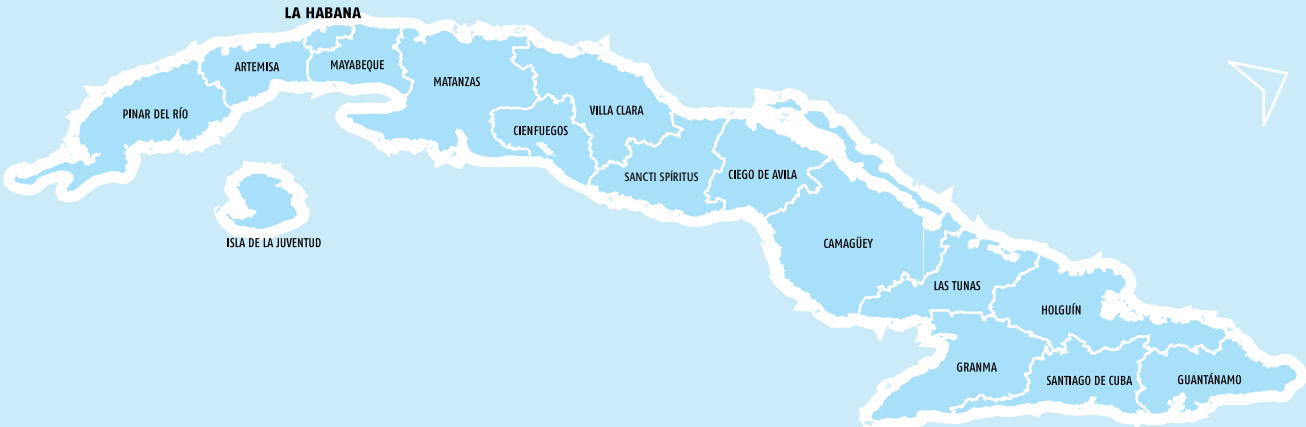 LA HABANA
ARTEMISA
MAYABEQUE
MATANZAS
PINAR DEL RÍO
VILLA CLARA
CIENFUEGOS
SANCTI SPÍRITUS
CIEGO DE AVILA
ISLA DE LA JUVENTUD
CAMAGÜEY
LAS TUNAS
HOLGUÍN
GRANMA
SANTIAGO DE CUBA
GUANTÁNAMO